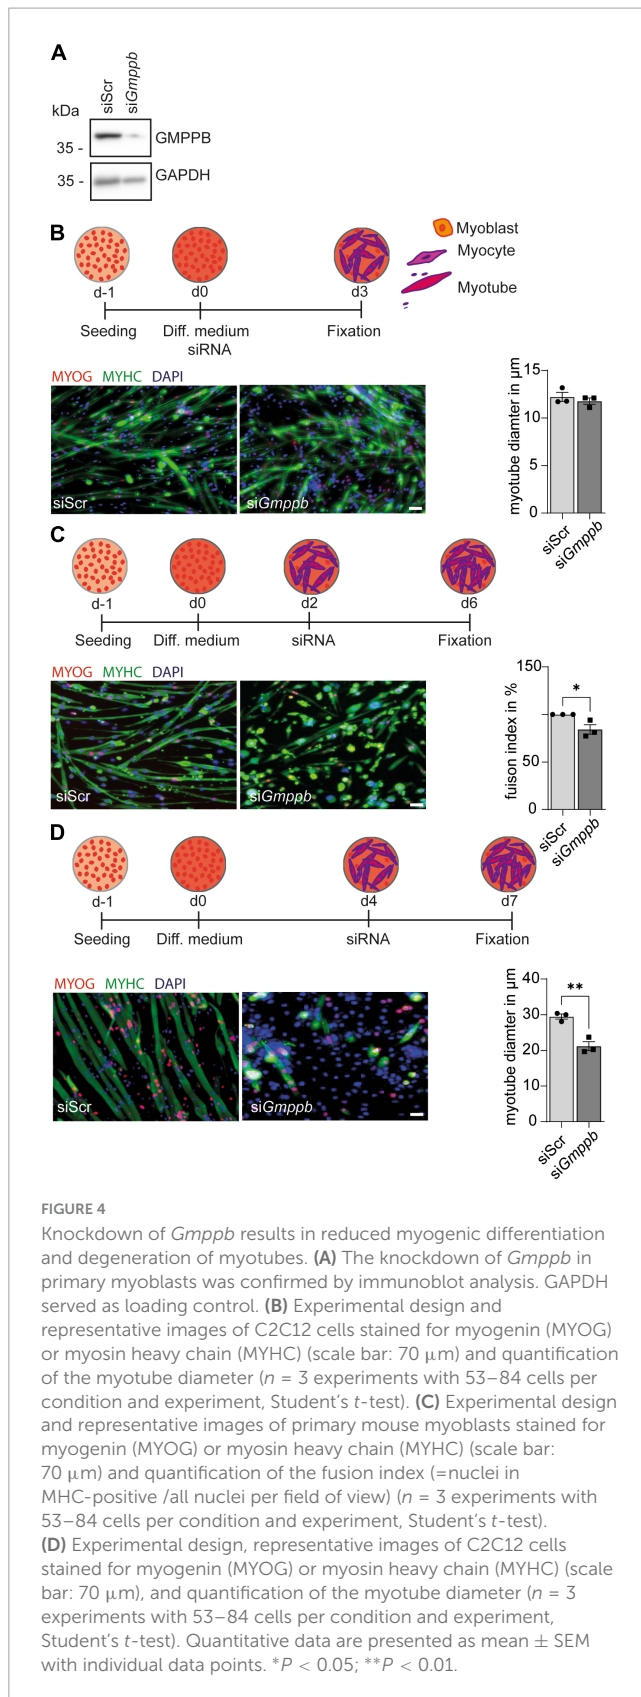 A
siScr
siGmppb
kDa
35 -
GMPPB
35 -
GAPDH
B
Myoblast
Myocyte
Myotube
d-1
d0
d3
Seeding
Diff. medium
siRNA
Fixation
MYOG MYHC DAPI
siScr
siGmppb
myotube diamter in µm
15
10
5
0
siScr
siGmppb
C
d-1
d0
d2
d6
Seeding
Diff. medium
siRNA
Fixation
MYOG MYHC DAPI
siScr
siGmppb
fuison index in %
100
50
0
*
siScr
siGmppb
D
d-1
d0
d4
d7
Seeding
Diff. medium
siRNA
Fixation
MYOG MYHC DAPI
siScr
siGmppb
myotube diamter in µm
40
30
20
10
0
**
siScr
siGmppb
FIGURE 4
Knockdown of Gmppb results in reduced myogenic differentiation
and degeneration of myotubes. (A) The knockdown of Gmppb in
primary myoblasts was confirmed by immunoblot analysis. GAPDH
served as loading control. (B) Experimental design and
representative images of C2C12 cells stained for myogenin (MYOG)
or myosin heavy chain (MYHC) (scale bar: 70 µm) and quantification
of the myotube diameter (n = 3 experiments with 53–84 cells per
condition and experiment, Student's t-test). (C) Experimental design
and representative images of primary mouse myoblasts stained for
myogenin (MYOG) or myosin heavy chain (MYHC) (scale bar:
70 µm) and quantification of the fusion index (=nuclei in
MHC-positive /all nuclei per field of view) (n = 3 experiments with
53–84 cells per condition and experiment, Student's t-test).
(D) Experimental design, representative images of C2C12 cells
stained for myogenin (MYOG) or myosin heavy chain (MYHC) (scale
bar: 70 µm), and quantification of the myotube diameter (n = 3
experiments with 53–84 cells per condition and experiment,
Student's t-test). Quantitative data are presented as mean ± SEM
with individual data points. *P < 0.05; **P < 0.01.